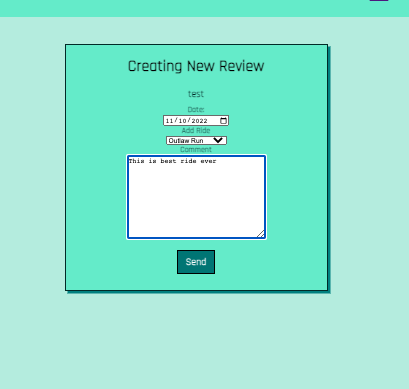 Creating New Review
test
Date:
11/10/2022
Add Ride
Outlaw Run
Comment
This is best ride ever
Send